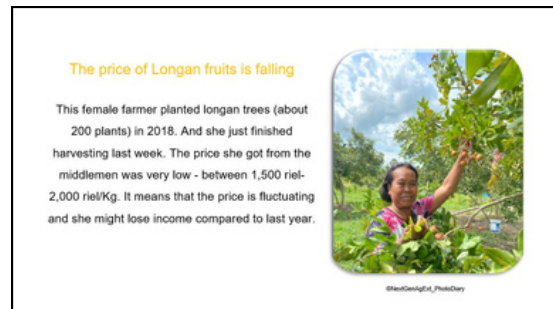 The price of Longan fruits is falling
This female farmer planted longan trees (about
200 plants) in 2018. And she just finished
harvesting last week. The price she got from the
middlemen was very low - between 1,500 riel-
2,000 riel/Kg. It means that the price is fluctuating
and she might lose income compared to last year.
©NextGenAgExt_PhotoDiary